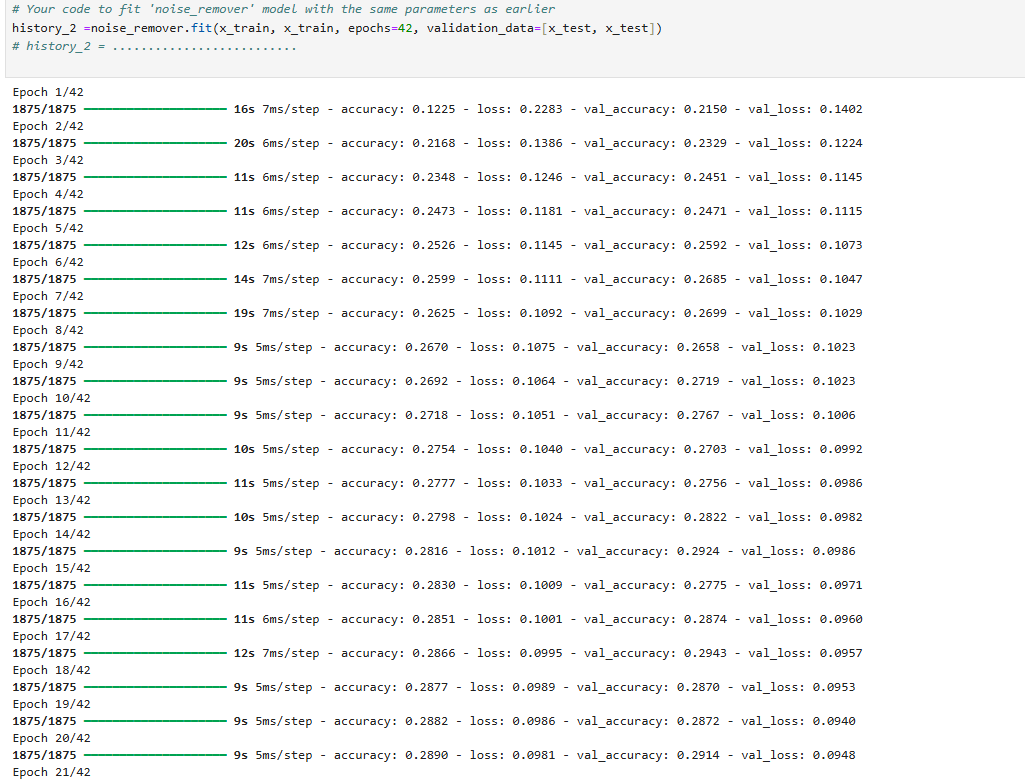 # Your code to fit 'noise_remover' model with the same parameters as earlier
history_2 =noise_remover.fit(x_train, x_train, epochs=42, validation_data=[x_test, x_test])
# history_2 = ..........................
Epoch 1/42
1875/1875 ━━━━━━━━━━━━━━━━━━━━ 16s 7ms/step - accuracy: 0.1225 - loss: 0.2283 - val_accuracy: 0.2150 - val_loss: 0.1402
Epoch 2/42
1875/1875 ━━━━━━━━━━━━━━━━━━━━ 20s 6ms/step - accuracy: 0.2168 - loss: 0.1386 - val_accuracy: 0.2329 - val_loss: 0.1224
Epoch 3/42
1875/1875 ━━━━━━━━━━━━━━━━━━━━ 11s 6ms/step - accuracy: 0.2348 - loss: 0.1246 - val_accuracy: 0.2451 - val_loss: 0.1145
Epoch 4/42
1875/1875 ━━━━━━━━━━━━━━━━━━━━ 11s 6ms/step - accuracy: 0.2473 - loss: 0.1181 - val_accuracy: 0.2471 - val_loss: 0.1115
Epoch 5/42
1875/1875 ━━━━━━━━━━━━━━━━━━━━ 12s 6ms/step - accuracy: 0.2526 - loss: 0.1145 - val_accuracy: 0.2592 - val_loss: 0.1073
Epoch 6/42
1875/1875 ━━━━━━━━━━━━━━━━━━━━ 14s 7ms/step - accuracy: 0.2599 - loss: 0.1111 - val_accuracy: 0.2685 - val_loss: 0.1047
Epoch 7/42
1875/1875 ━━━━━━━━━━━━━━━━━━━━ 19s 7ms/step - accuracy: 0.2625 - loss: 0.1092 - val_accuracy: 0.2699 - val_loss: 0.1029
Epoch 8/42
1875/1875 ━━━━━━━━━━━━━━━━━━━━ 9s 5ms/step - accuracy: 0.2670 - loss: 0.1075 - val_accuracy: 0.2658 - val_loss: 0.1023
Epoch 9/42
1875/1875 ━━━━━━━━━━━━━━━━━━━━ 9s 5ms/step - accuracy: 0.2692 - loss: 0.1064 - val_accuracy: 0.2719 - val_loss: 0.1023
Epoch 10/42
1875/1875 ━━━━━━━━━━━━━━━━━━━━ 9s 5ms/step - accuracy: 0.2718 - loss: 0.1051 - val_accuracy: 0.2767 - val_loss: 0.1006
Epoch 11/42
1875/1875 ━━━━━━━━━━━━━━━━━━━━ 10s 5ms/step - accuracy: 0.2754 - loss: 0.1040 - val_accuracy: 0.2703 - val_loss: 0.0992
Epoch 12/42
1875/1875 ━━━━━━━━━━━━━━━━━━━━ 11s 5ms/step - accuracy: 0.2777 - loss: 0.1033 - val_accuracy: 0.2756 - val_loss: 0.0986
Epoch 13/42
1875/1875 ━━━━━━━━━━━━━━━━━━━━ 10s 5ms/step - accuracy: 0.2798 - loss: 0.1024 - val_accuracy: 0.2822 - val_loss: 0.0982
Epoch 14/42
1875/1875 ━━━━━━━━━━━━━━━━━━━━ 9s 5ms/step - accuracy: 0.2816 - loss: 0.1012 - val_accuracy: 0.2924 - val_loss: 0.0986
Epoch 15/42
1875/1875 ━━━━━━━━━━━━━━━━━━━━ 11s 5ms/step - accuracy: 0.2830 - loss: 0.1009 - val_accuracy: 0.2775 - val_loss: 0.0971
Epoch 16/42
1875/1875 ━━━━━━━━━━━━━━━━━━━━ 11s 6ms/step - accuracy: 0.2851 - loss: 0.1001 - val_accuracy: 0.2874 - val_loss: 0.0960
Epoch 17/42
1875/1875 ━━━━━━━━━━━━━━━━━━━━ 12s 7ms/step - accuracy: 0.2866 - loss: 0.0995 - val_accuracy: 0.2943 - val_loss: 0.0957
Epoch 18/42
1875/1875 ━━━━━━━━━━━━━━━━━━━━ 9s 5ms/step - accuracy: 0.2877 - loss: 0.0989 - val_accuracy: 0.2870 - val_loss: 0.0953
Epoch 19/42
1875/1875 ━━━━━━━━━━━━━━━━━━━━ 9s 5ms/step - accuracy: 0.2882 - loss: 0.0986 - val_accuracy: 0.2872 - val_loss: 0.0940
Epoch 20/42
1875/1875 ━━━━━━━━━━━━━━━━━━━━ 9s 5ms/step - accuracy: 0.2890 - loss: 0.0981 - val_accuracy: 0.2914 - val_loss: 0.0948
Epoch 21/42